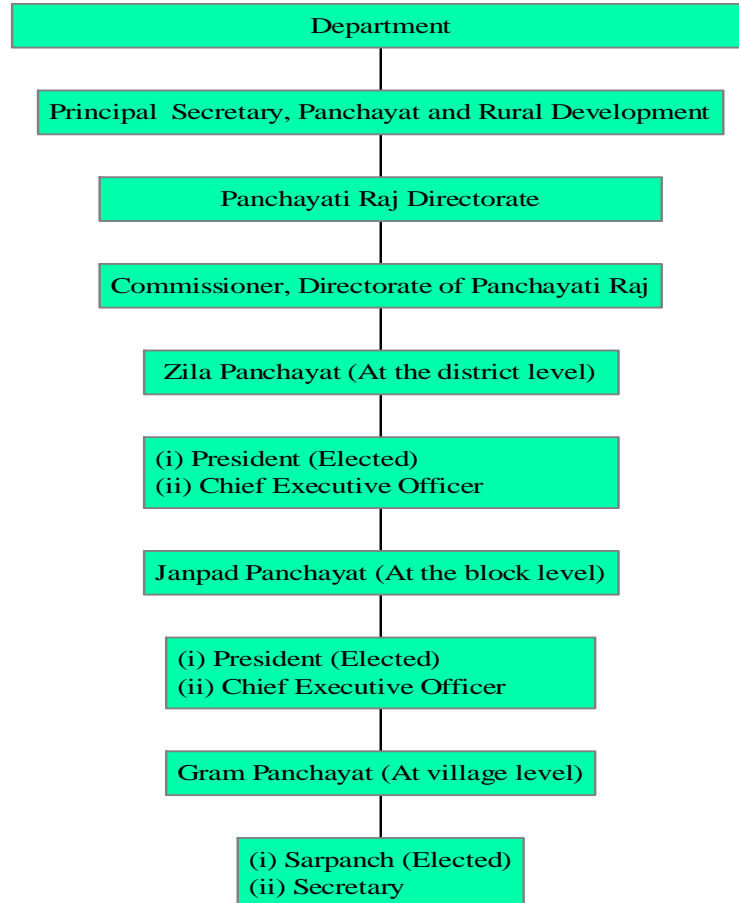 Department
Principal Secretary, Panchayat and Rural Development
Panchayati Raj Directorate
Commissioner, Directorate of Panchayati Raj
Zila Panchayat (At the district level)
(i) President (Elected)
(ii) Chief Executive Officer
Janpad Panchayat (At the block level)
(i) President (Elected)
(ii) Chief Executive Officer
Gram Panchayat (At village level)
(i) Sarpanch (Elected)
(ii) Secretary